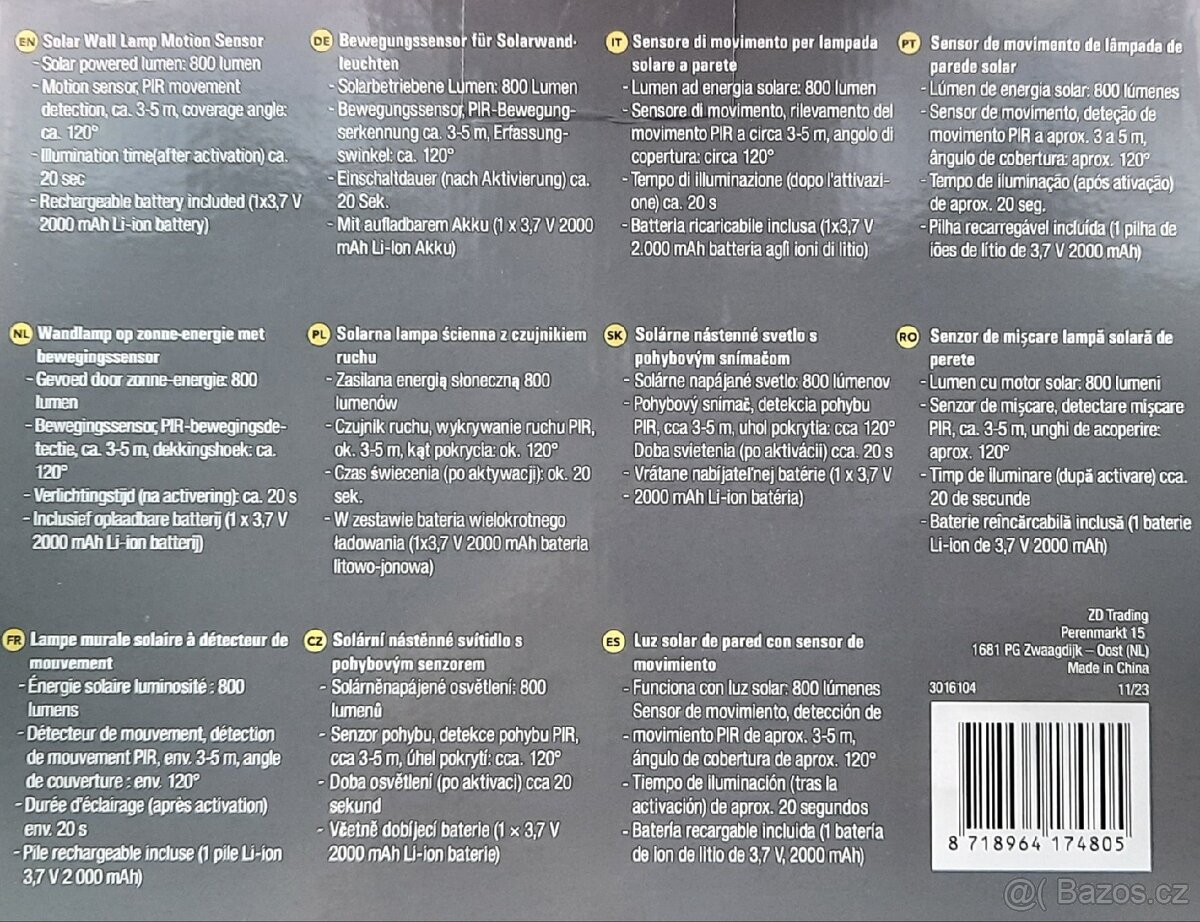 EN Solar Wall Lamp Motion Sensor
- Solar powered lumen: 800 lumen
- Motion sensor, PIR movement
detection, ca. 3-5 m, coverage angle:
ca. 120°
- Illumination time(after activation) ca.
20 sec
- Rechargeable battery included (1x3,7 V
2000 mAh Li-ion battery)
DE Bewegungssensor für Solarwand-
leuchten
- Solarbetriebene Lumen: 800 Lumen
- Bewegungssensor, PIR-Bewegung-
serkennung ca. 3-5 m, Erfassung-
swinkel: ca. 120°
- Einschaltdauer (nach Aktivierung) ca.
20 Sek.
- Mit aufladbarem Akku (1 x 3,7 V 2000
mAh Li-Ion Akku)
IT Sensore di movimento per lampada
solare a parete
- Lumen ad energia solare: 800 lumen
- Sensore di movimento, rilevamento del
movimento PIR a circa 3-5 m, angolo di
copertura: circa 120°
- Tempo di illuminazione (dopo l'attivazi-
one) ca. 20 s
- Batteria ricaricabile inclusa (1x3,7 V
2.000 mAh batteria agli ioni di litio)
PT Sensor de movimento de lâmpada de
parede solar
- Lúmen de energia solar: 800 lúmenes
- Sensor de movimento, deteção de
movimento PIR a aprox. 3 a 5 m,
ângulo de cobertura: aprox. 120°
- Tempo de iluminação (após ativação)
de aprox. 20 seg.
- Pilha recarregável incluída (1 pilha de
iões de lítio de 3,7 V 2000 mAh)
NL Wandlamp op zonne-energie met
bewegingssensor
- Gevoed door zonne-energie: 800
lumen
- Bewegingssensor, PIR-bewegingsde-
tectie, ca. 3-5 m, dekkingshoek: ca.
120°
- Verlichtingstijd (na activering): ca. 20 s
- Inclusief oplaadbare batterij (1 x 3,7 V
2000 mAh Li-ion batterij)
PL Solarna lampa ścienna z czujnikiem
ruchu
- Zasilana energią słoneczną 800
lumenów
- Czujnik ruchu, wykrywanie ruchu PIR,
ok. 3-5 m, kąt pokrycia: ok. 120°
- Czas świecenia (po aktywacji): ok. 20
sek.
- W zestawie bateria wielokrotnego
ładowania (1x3,7 V 2000 mAh bateria
litowo-jonowa)
SK Solárne nástenné svetlo s
pohybovým snímačom
- Solárne napájané svetlo: 800 lúmenov
- Pohybový snímač, detekcia pohybu
PIR, cca 3-5 m, uhol pokrytia: cca 120°
Doba svietenia (po aktivácii) cca. 20 s
- Vrátane nabíjateľnej batérie (1 x 3,7 V
- 2000 mAh Li-ion batéria)
RO Senzor de mișcare lampă solară de
perete
- Lumen cu motor solar: 800 lumeni
- Senzor de mișcare, detectare mișcare
PIR, ca. 3-5 m, unghi de acoperire:
aprox. 120°
- Timp de iluminare (după activare) cca.
20 de secunde
- Baterie reîncărcabilă inclusă (1 baterie
Li-ion de 3,7 V 2000 mAh)
FR Lampe murale solaire à détecteur de
mouvement
- Énergie solaire luminosité : 800
lumens
- Détecteur de mouvement, détection
de mouvement PIR, env. 3-5 m, angle
de couverture : env. 120°
- Durée d'éclairage (après activation)
env. 20 s
- Pile rechargeable incluse (1 pile Li-ion
3,7 V 2 000 mAh)
CZ Solární nástěnné svítidlo s
pohybovým senzorem
- Solárněnapájené osvětlení: 800
lumenů
- Senzor pohybu, detekce pohybu PIR,
cca 3-5 m, úhel pokrytí: cca. 120°
- Doba osvětlení (po aktivaci) cca 20
sekund
- Včetně dobíjecí baterie (1 × 3,7 V
2000 mAh Li-ion baterie)
ES Luz solar de pared con sensor de
movimiento
- Funciona con luz solar: 800 lúmenes
Sensor de movimiento, detección de
- movimiento PIR de aprox. 3-5 m,
ángulo de cobertura de aprox. 120°
- Tiempo de iluminación (tras la
activación) de aprox. 20 segundos
- Batería recargable incluida (1 batería
de ion de litio de 3,7 V, 2000 mAh)
ZD Trading
Perenmarkt 15
1681 PG Zwaagdijk – Oost (NL)
Made in China
3016104 11/23
8 718964 174805
@( Bazos.cz